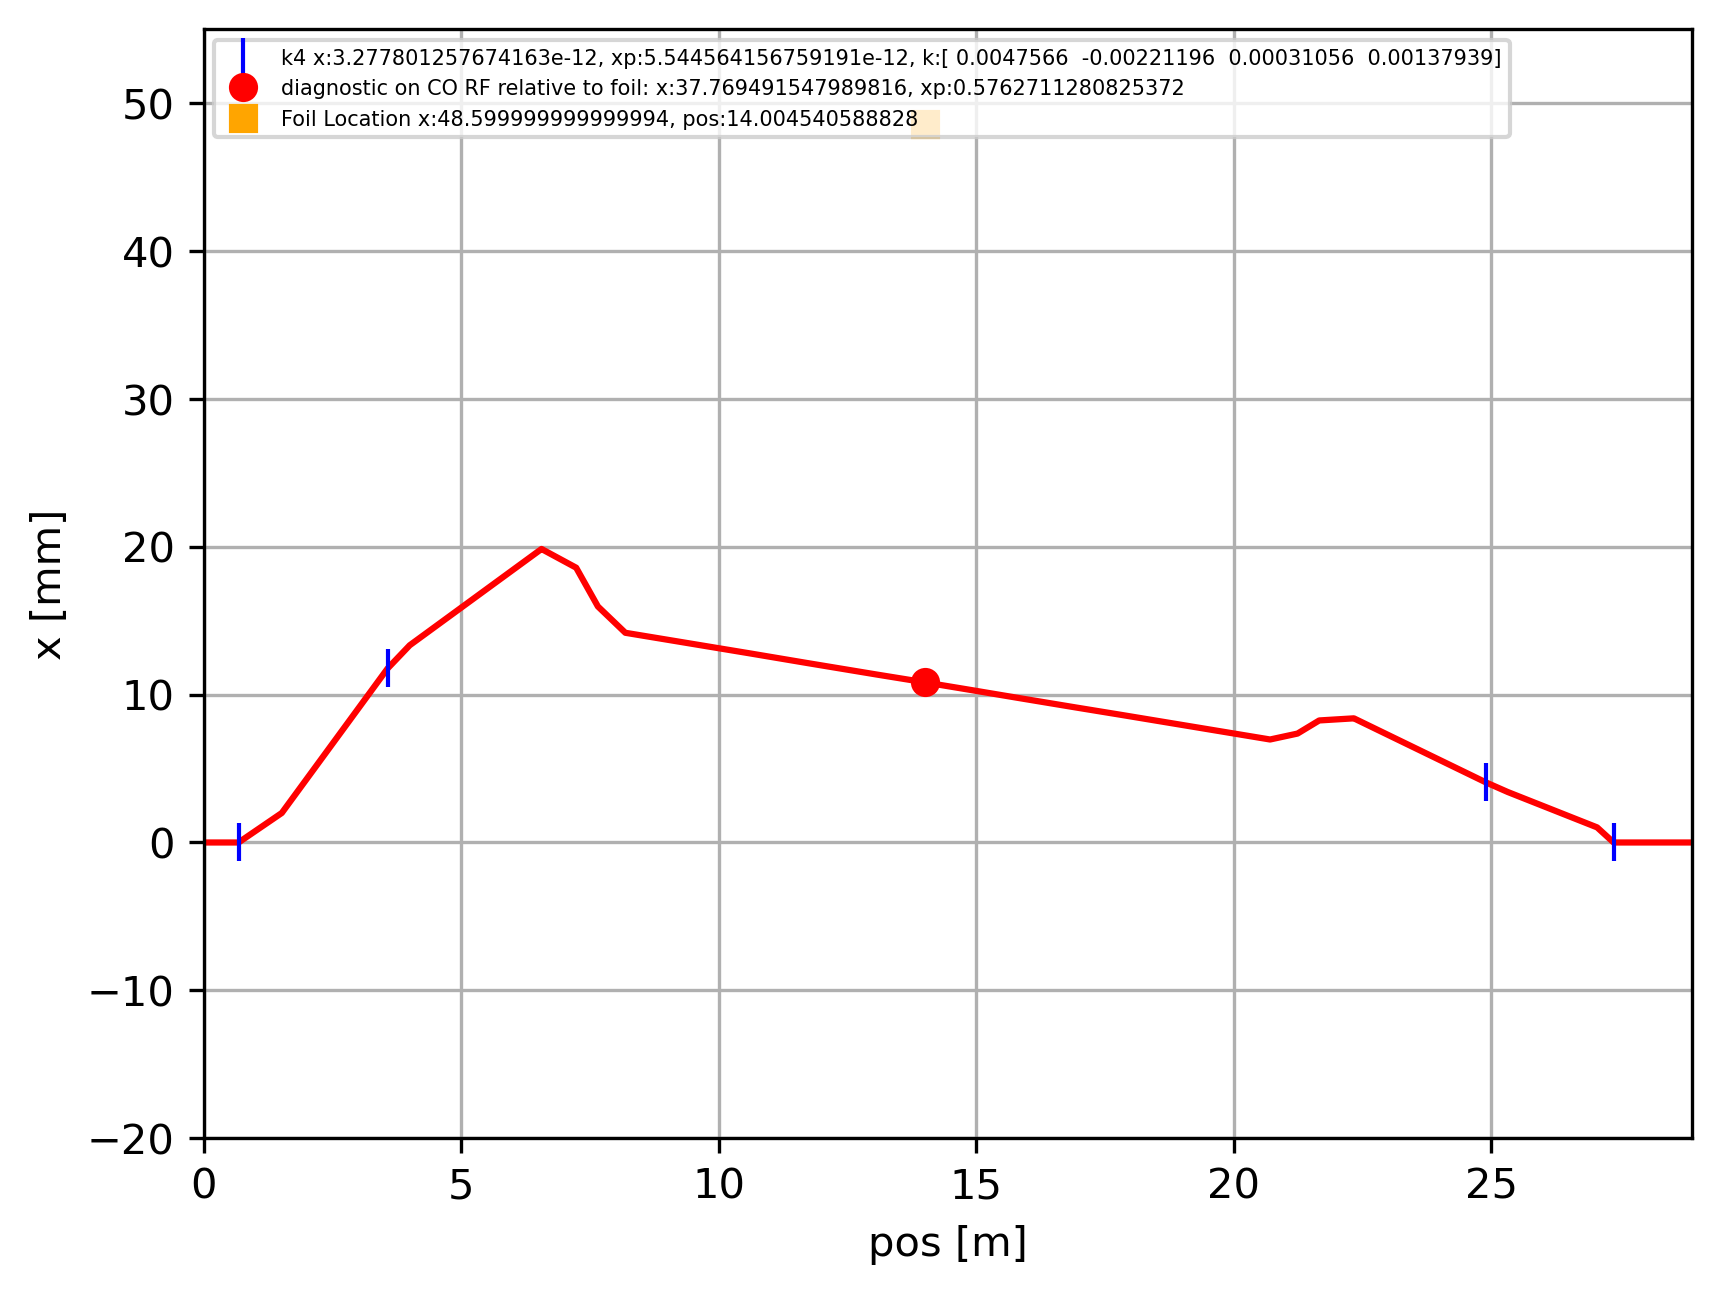 k4 x:3.277801257674163e-12, xp:5.544564156759191e-12, k:[ 0.0047566 -0.00221196 0.00031056 0.00137939]
diagnostic on CO RF relative to foil: x:37.769491547989816, xp:0.5762711280825372
Foil Location x:48.599999999999994, pos:14.004540588828
50
40
30
20
10
0
−10
−20
x [mm]
0 5 10 15 20 25
pos [m]